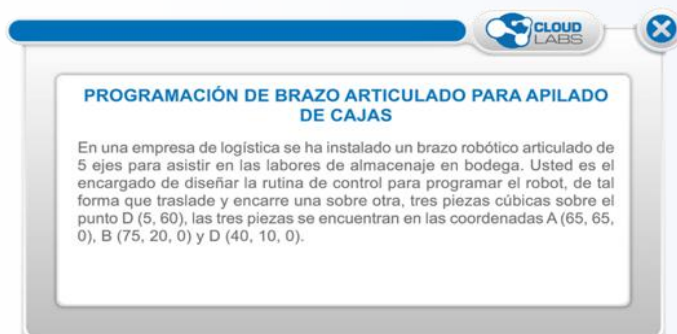 CLOUD
LABS
PROGRAMACIÓN DE BRAZO ARTICULADO PARA APILADO
DE CAJAS
En una empresa de logística se ha instalado un brazo robótico articulado de
5 ejes para asistir en las labores de almacenaje en bodega. Usted es el
encargado de diseñar la rutina de control para programar el robot, de tal
forma que traslade y encarre una sobre otra, tres piezas cúbicas sobre el
punto D (5, 60), las tres piezas se encuentran en las coordenadas A (65, 65,
0), B (75, 20, 0) y D (40, 10, 0).